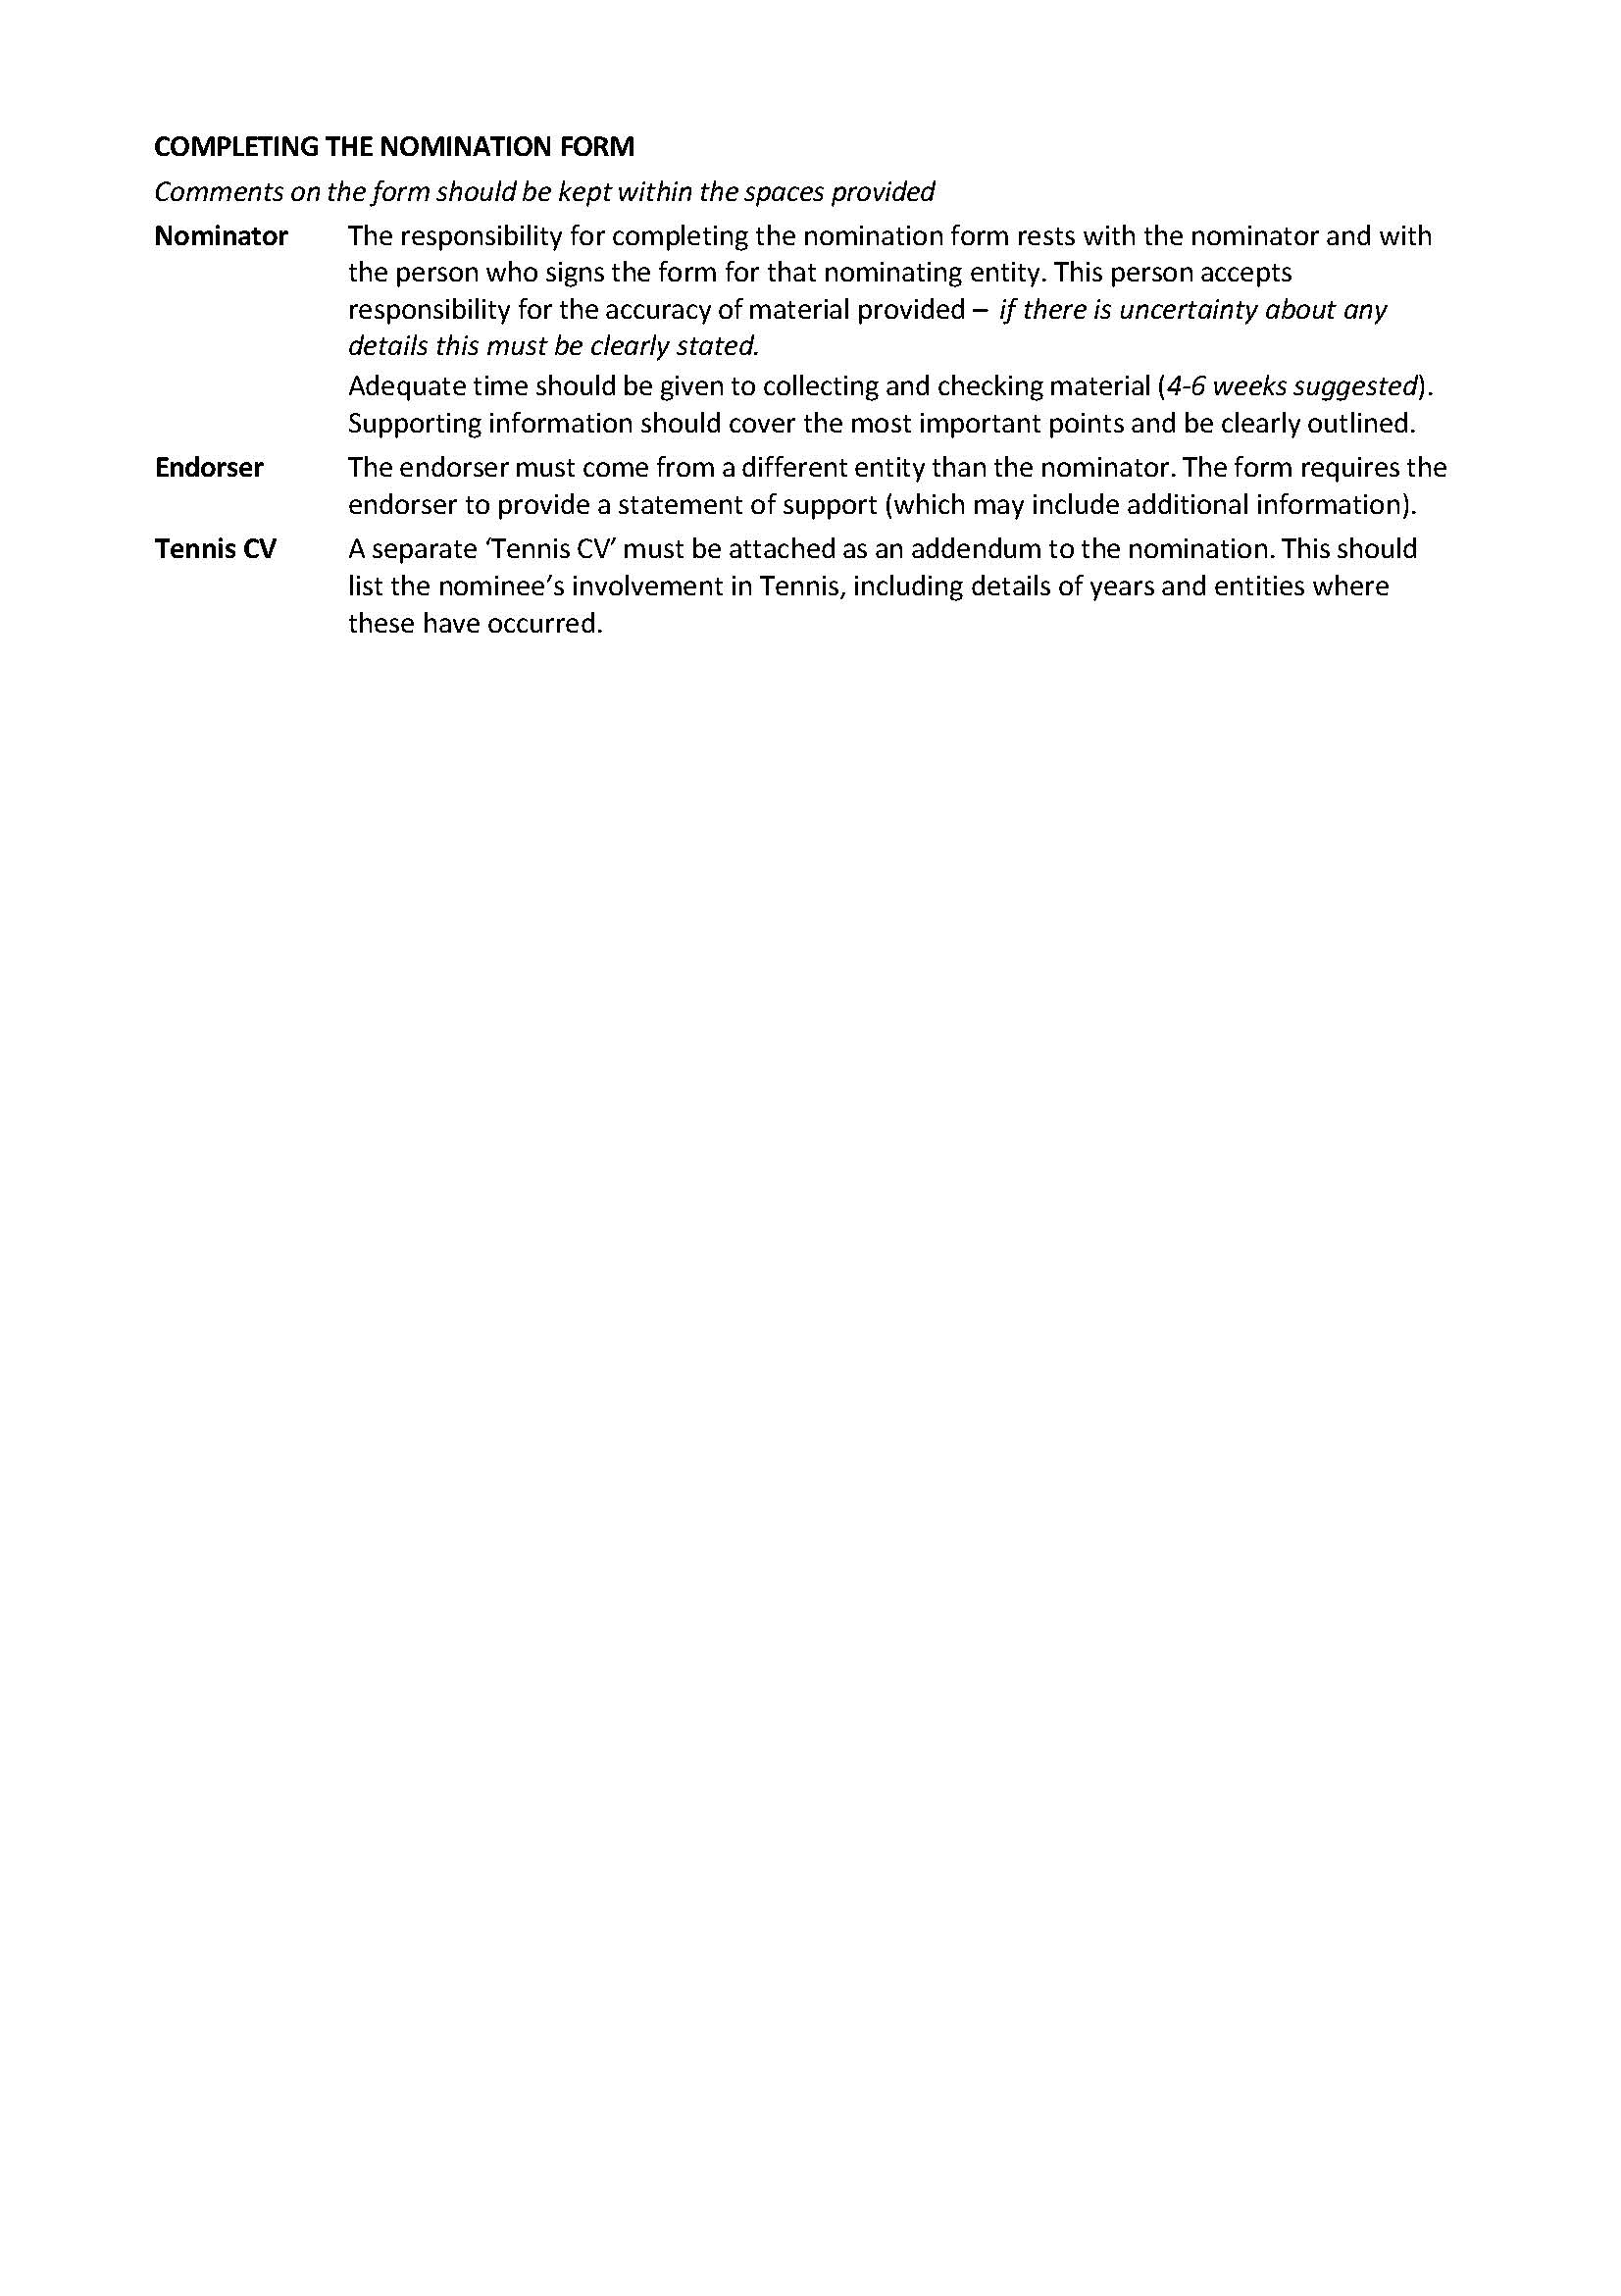 COMPLETING THE NOMINATION FORM
Comments on the form should be kept within the spaces provided
Nominator The responsibility for completing the nomination form rests with the nominator and with
the person who signs the form for that nominating entity. This person accepts
responsibility for the accuracy of material provided – if there is uncertainty about any
details this must be clearly stated.
Adequate time should be given to collecting and checking material (4-6 weeks suggested).
Supporting information should cover the most important points and be clearly outlined.
Endorser The endorser must come from a different entity than the nominator. The form requires the
endorser to provide a statement of support (which may include additional information).
Tennis CV A separate ‘Tennis CV’ must be attached as an addendum to the nomination. This should
list the nominee’s involvement in Tennis, including details of years and entities where
these have occurred.